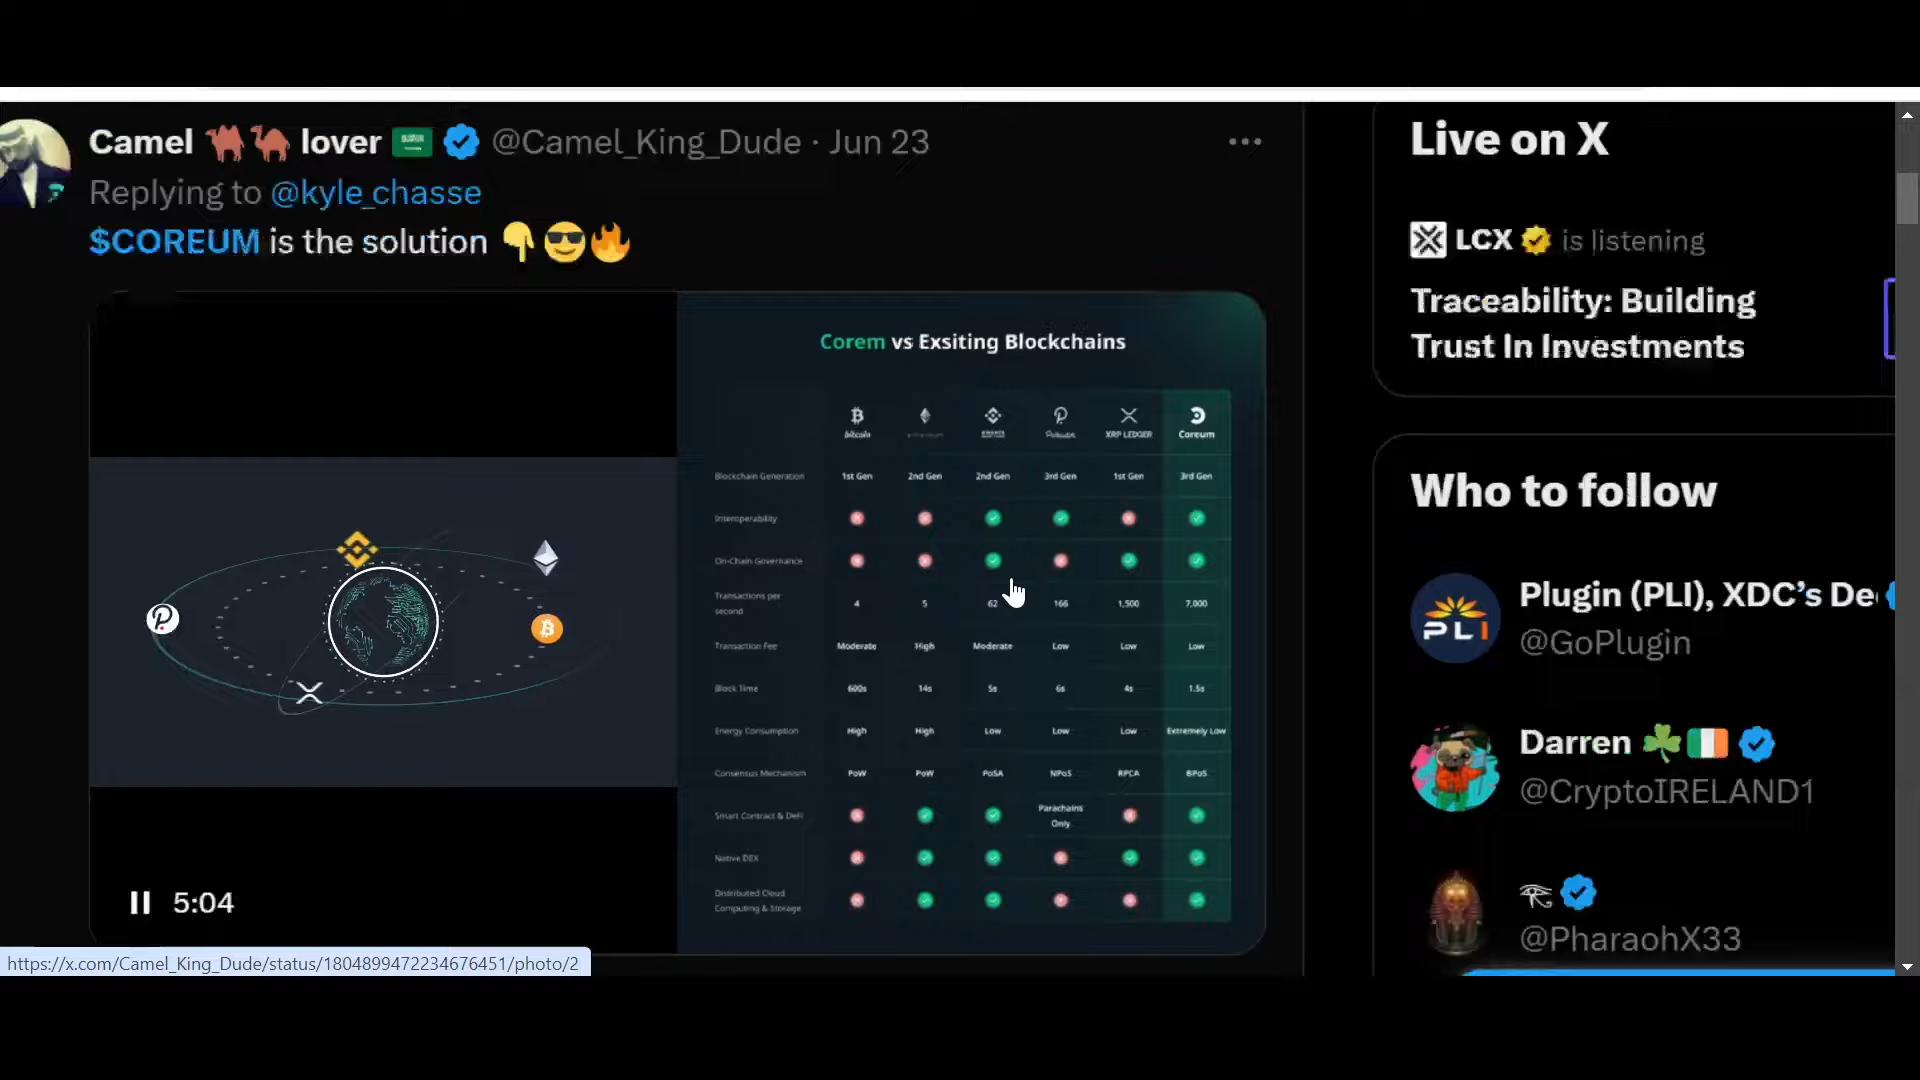 Camel 🐫🐪 lover 🇸🇦 @Camel_King_Dude · Jun 23
Replying to @kyle_chasse
$COREUM is the solution 👇😎🔥
Corem vs Exsiting Blockchains
bitcoin ethereum BINANCE Polkadot XRP LEDGER Coreum
Blockchain Generation 1st Gen 2nd Gen 2nd Gen 3rd Gen 1st Gen 3rd Gen
Interoperability
On-Chain Governance
Transactions per second 4 5 62 166 1,500 7,000
Transaction Fee Moderate High Moderate Low Low Low
Block Time 600s 14s 5s 6s 4s 1.5s
Energy Consumption High High Low Low Low Extremely Low
Consensus Mechanism PoW PoW PoSA NPoS RPCA BPoS
Smart Contract & DeFi Parachains Only
Native DEX
Distributed Cloud Computing & Storage
5:04
https://x.com/Camel_King_Dude/status/1804899472234676451/photo/2
Live on X
LCX is listening
Traceability: Building
Trust In Investments
Who to follow
PLI
Plugin (PLI), XDC's De
@GoPlugin
Darren ☘️🇮🇪
@CryptoIRELAND1
𓂀
@PharaohX33